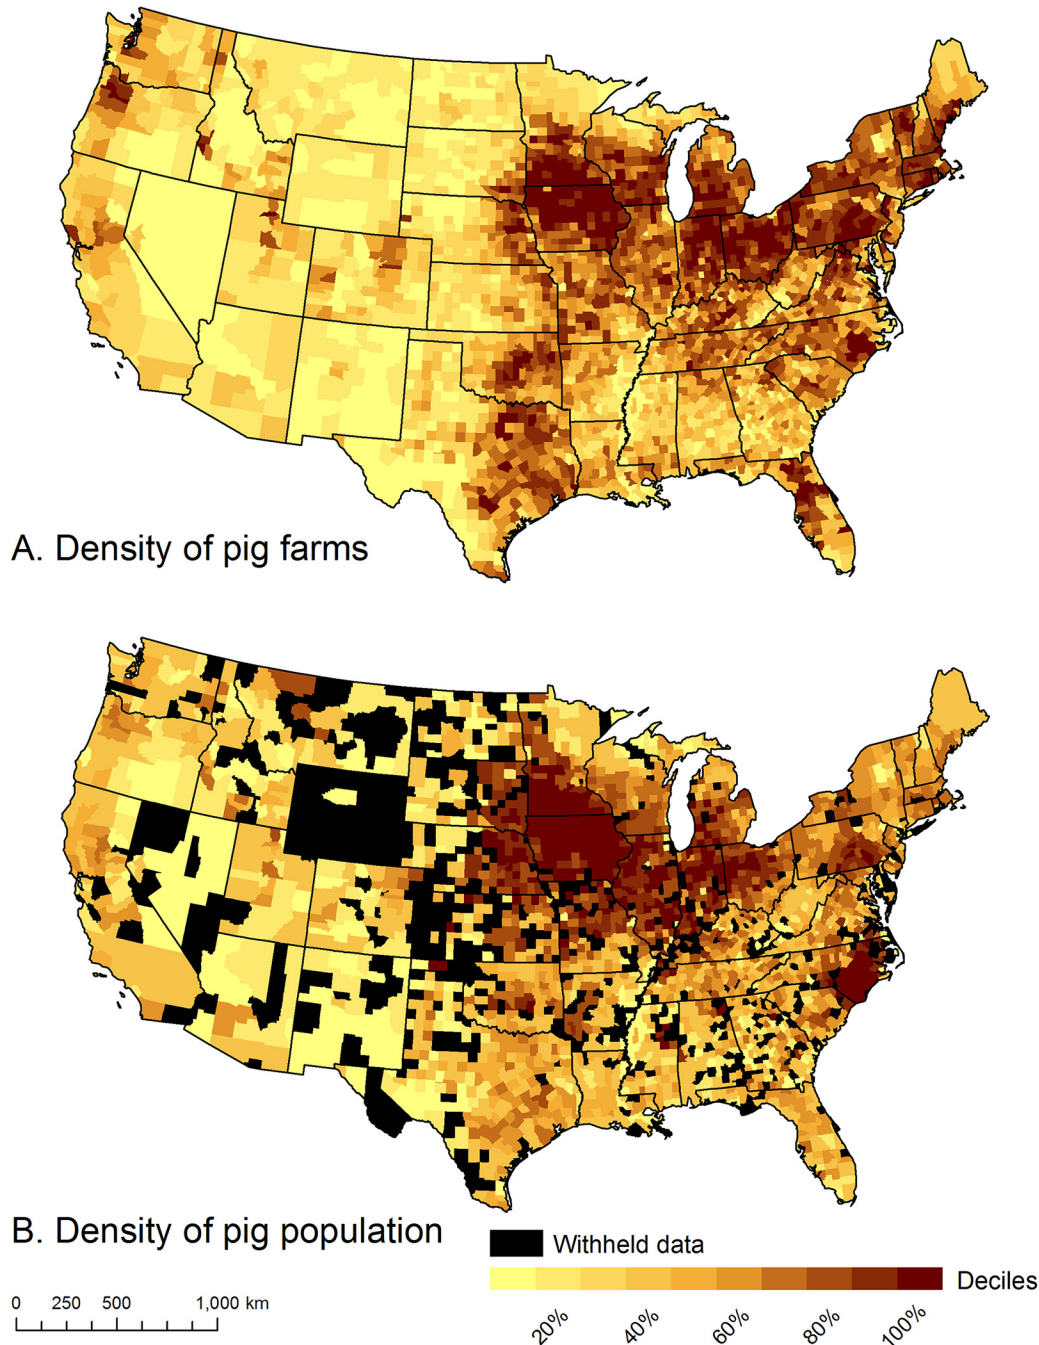 A. Density of pig farms
B. Density of pig population
Withheld data
Deciles
0 250 500 1,000 km
20% 40% 60% 80% 100%